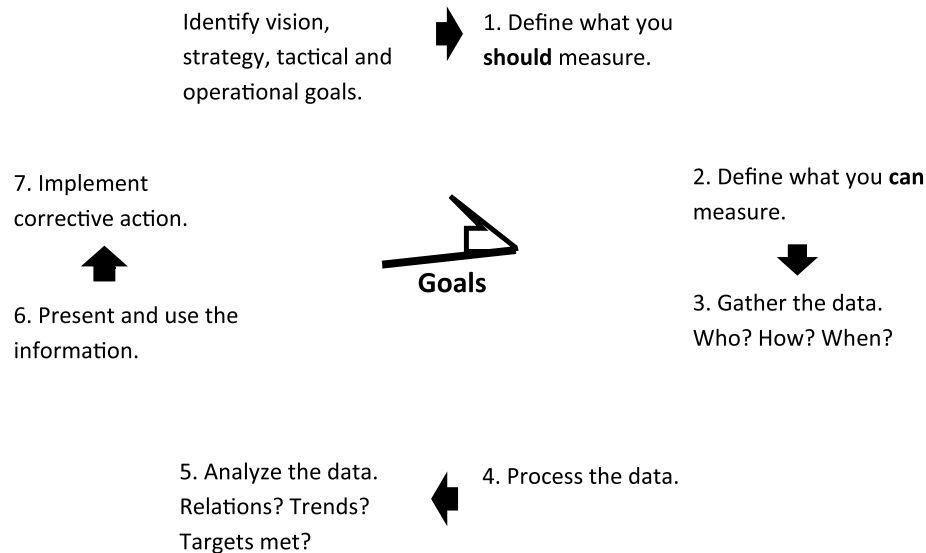 Identify vision,
strategy, tactical and
operational goals.
1. Define what you
should measure.
2. Define what you can
measure.
3. Gather the data.
Who? How? When?
4. Process the data.
5. Analyze the data.
Relations? Trends?
Targets met?
6. Present and use the
information.
7. Implement
corrective action.
Goals